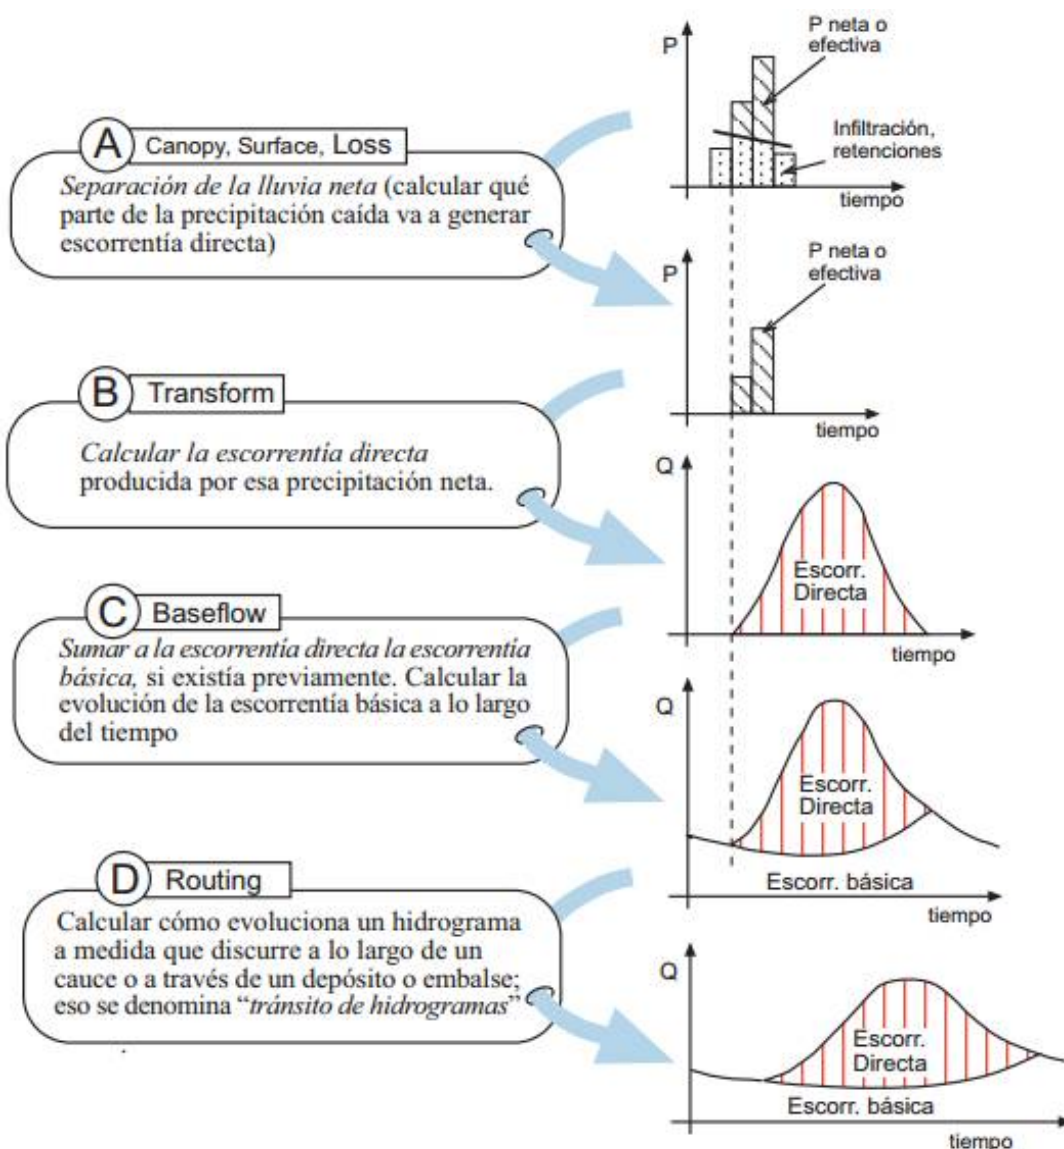 P
P neta o
efectiva
Infiltración,
retenciones
tiempo
A Canopy, Surface, Loss
Separación de la lluvia neta (calcular qué
parte de la precipitación caída va a generar
escorrentía directa)
P
P neta o
efectiva
tiempo
B Transform
Calcular la escorrentía directa
producida por esa precipitación neta.
Q
Escorr.
Directa
tiempo
C Baseflow
Sumar a la escorrentía directa la escorrentía
básica, si existía previamente. Calcular la
evolución de la escorrentía básica a lo largo
del tiempo
Q
Escorr.
Directa
Escorr. básica
tiempo
D Routing
Calcular cómo evoluciona un hidrograma
a medida que discurre a lo largo de un
cauce o a través de un depósito o embalse;
eso se denomina “tránsito de hidrogramas”
Q
Escorr.
Directa
Escorr. básica
tiempo